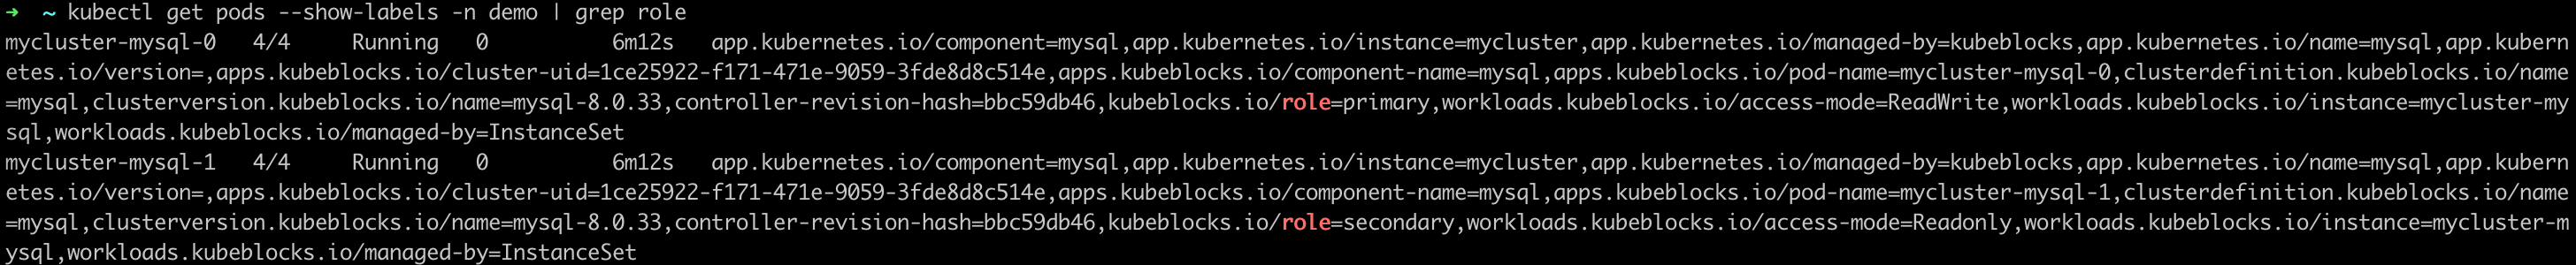 → ~ kubectl get pods --show-labels -n demo | grep role
mycluster-mysql-0 4/4 Running 0 6m12s app.kubernetes.io/component=mysql,app.kubernetes.io/instance=mycluster,app.kubernetes.io/managed-by=kubeblocks,app.kubernetes.io/name=mysql,app.kubern
etes.io/version=,apps.kubeblocks.io/cluster-uid=1ce25922-f171-471e-9059-3fde8d8c514e,apps.kubeblocks.io/component-name=mysql,apps.kubeblocks.io/pod-name=mycluster-mysql-0,clusterdefinition.kubeblocks.io/name
=mysql,clusterversion.kubeblocks.io/name=mysql-8.0.33,controller-revision-hash=bbc59db46,kubeblocks.io/role=primary,workloads.kubeblocks.io/access-mode=ReadWrite,workloads.kubeblocks.io/instance=mycluster-my
sql,workloads.kubeblocks.io/managed-by=InstanceSet
mycluster-mysql-1 4/4 Running 0 6m12s app.kubernetes.io/component=mysql,app.kubernetes.io/instance=mycluster,app.kubernetes.io/managed-by=kubeblocks,app.kubernetes.io/name=mysql,app.kubern
etes.io/version=,apps.kubeblocks.io/cluster-uid=1ce25922-f171-471e-9059-3fde8d8c514e,apps.kubeblocks.io/component-name=mysql,apps.kubeblocks.io/pod-name=mycluster-mysql-1,clusterdefinition.kubeblocks.io/name
=mysql,clusterversion.kubeblocks.io/name=mysql-8.0.33,controller-revision-hash=bbc59db46,kubeblocks.io/role=secondary,workloads.kubeblocks.io/access-mode=Readonly,workloads.kubeblocks.io/instance=mycluster-m
ysql,workloads.kubeblocks.io/managed-by=InstanceSet